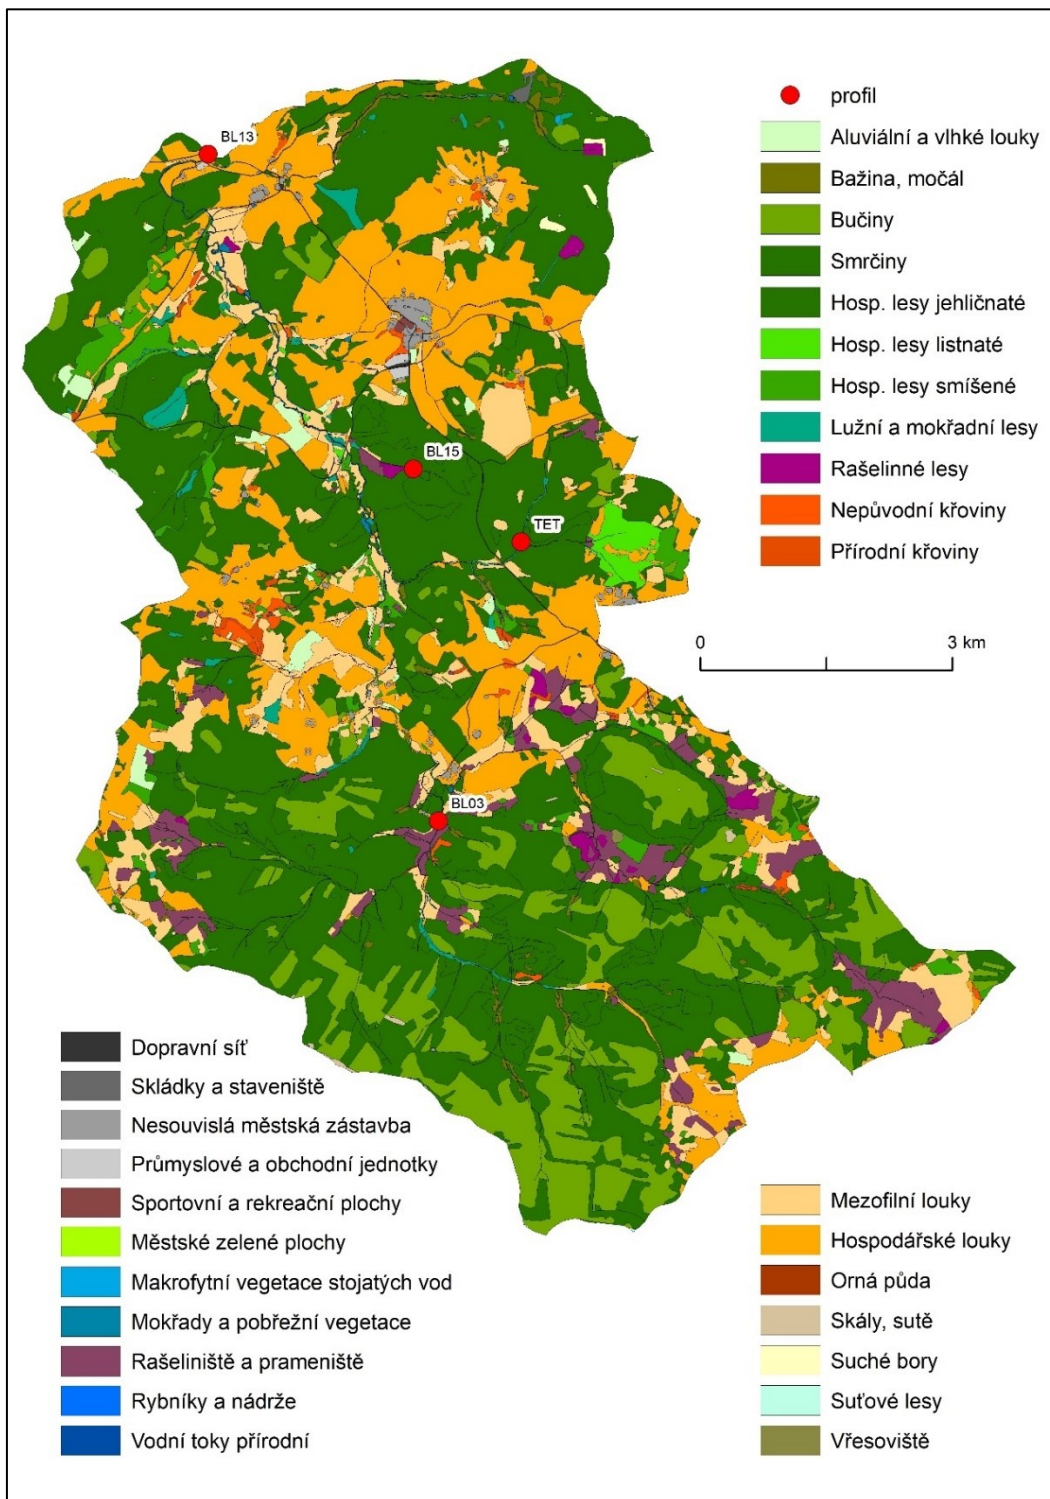 profil
Aluviální a vlhké louky
Bažina, močál
Bučiny
Smrčiny
Hosp. lesy jehličnaté
Hosp. lesy listnaté
Hosp. lesy smíšené
Lužní a mokřadní lesy
Rašelinné lesy
Nepůvodní křoviny
Přírodní křoviny
0 3 km
BL13
BL15
TET
BL03
Dopravní síť
Skládky a staveniště
Nesouvislá městská zástavba
Průmyslové a obchodní jednotky
Sportovní a rekreační plochy
Městské zelené plochy
Makrofytní vegetace stojatých vod
Mokřady a pobřežní vegetace
Rašeliniště a prameniště
Rybníky a nádrže
Vodní toky přírodní
Mezofilní louky
Hospodářské louky
Orná půda
Skály, sutě
Suché bory
Suťové lesy
Vřesoviště